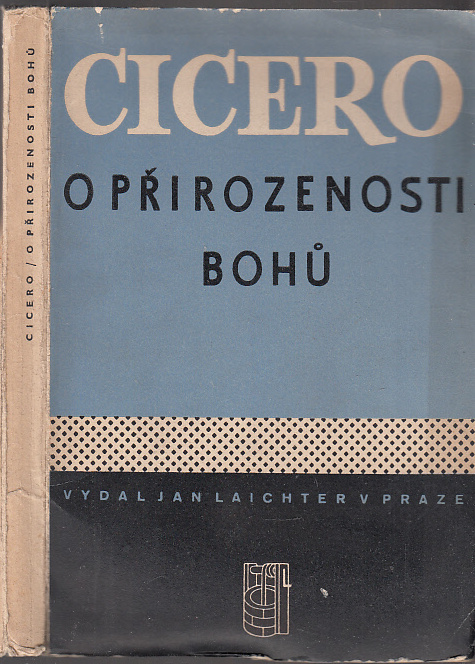 CICERO / O PŘIROZENOSTI BOHŮ
CICERO
O PŘIROZENOSTI
BOHŮ
VYDAL JAN LAICHTER V PRAZE